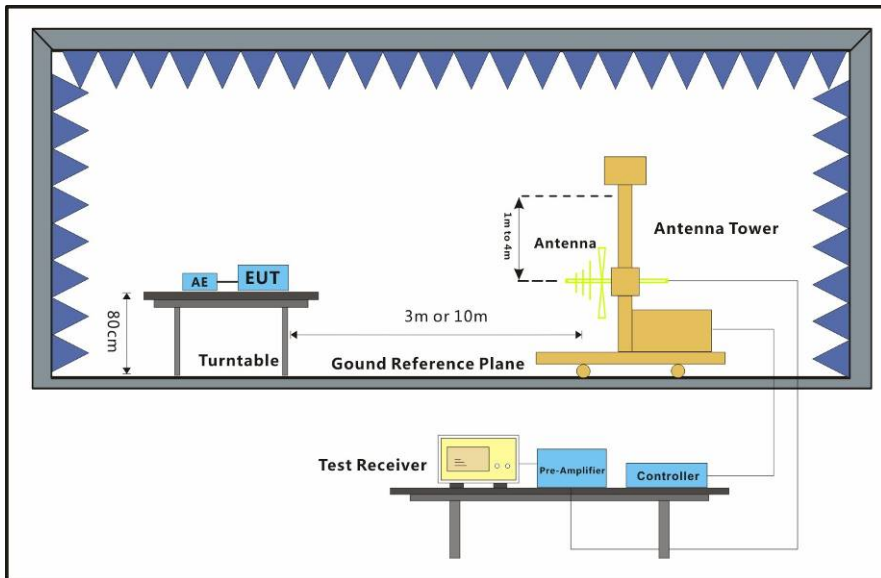 1m to 4m
Antenna
Antenna Tower
AE
EUT
80cm
3m or 10m
Turntable
Gound Reference Plane
Test Receiver
Pre-Amplifier
Controller